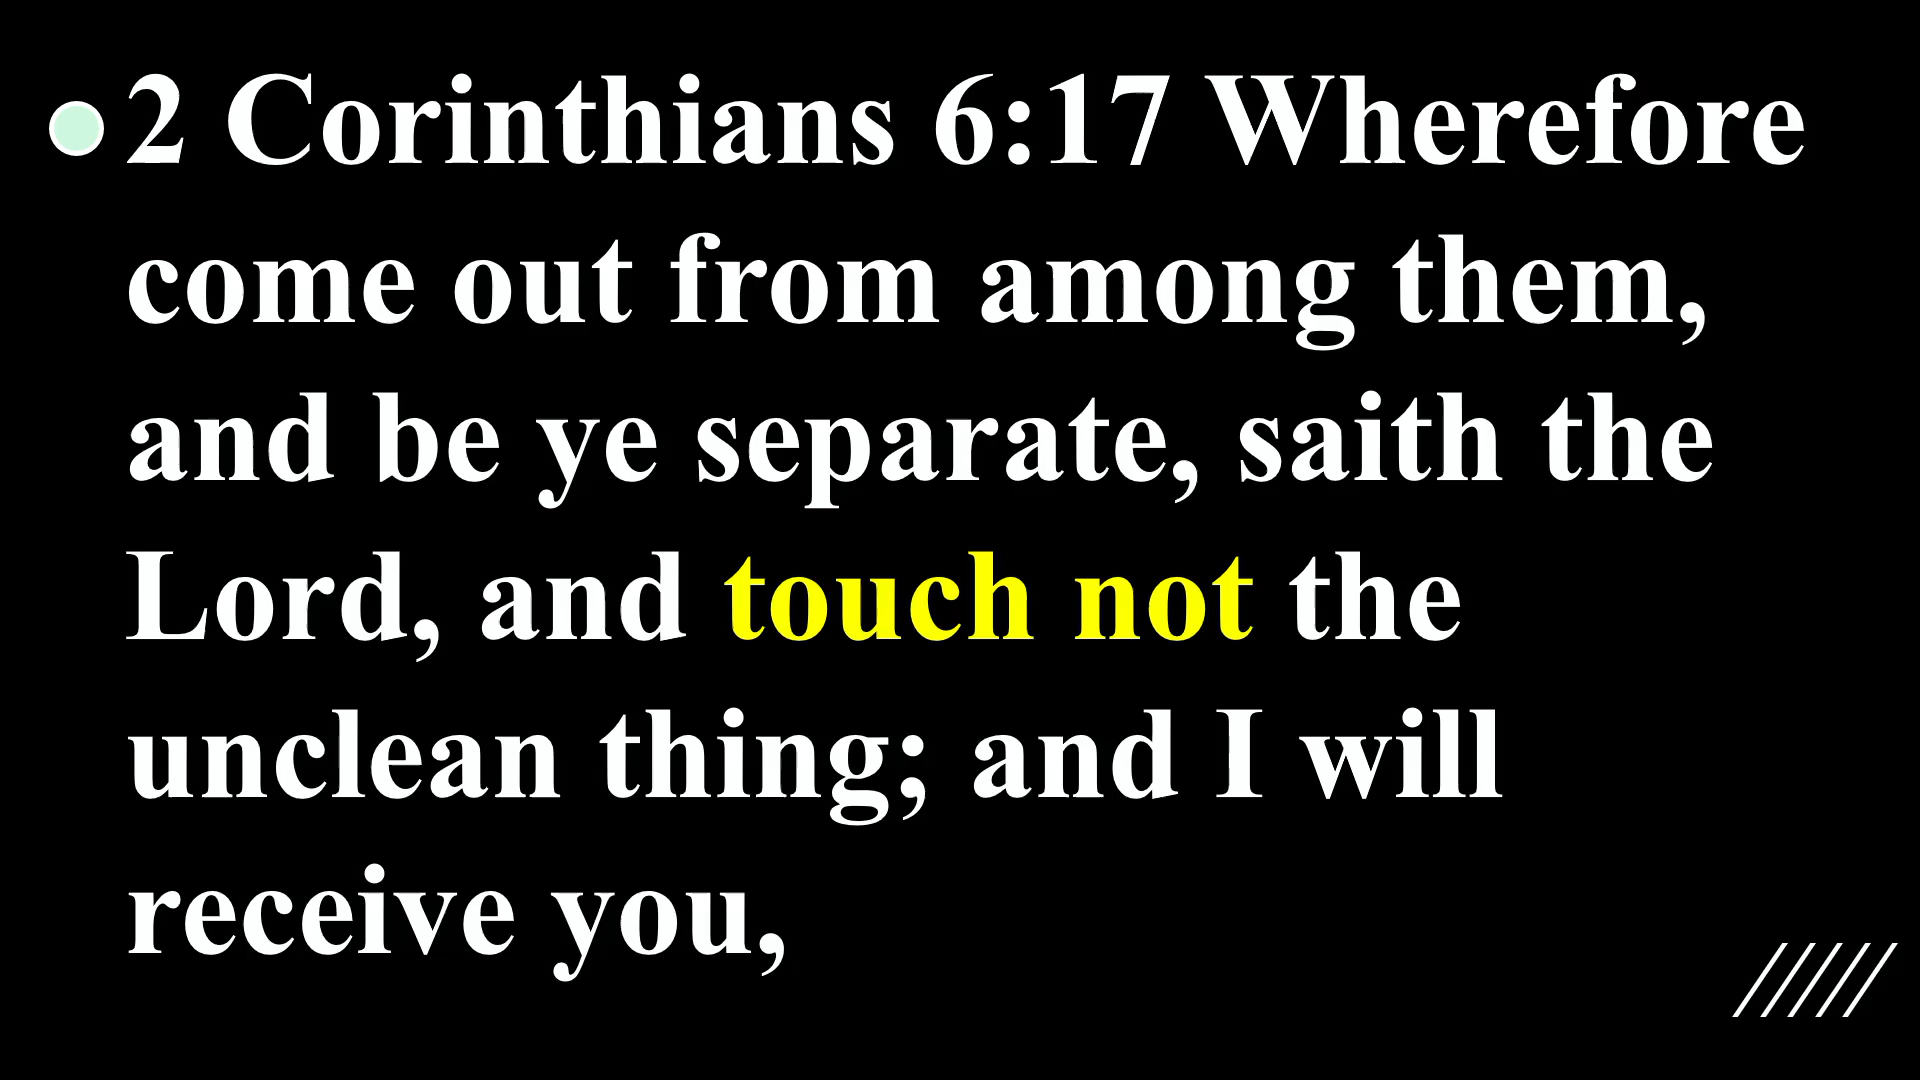 2 Corinthians 6:17 Wherefore
come out from among them,
and be ye separate, saith the
Lord, and touch not the
unclean thing; and I will
receive you,